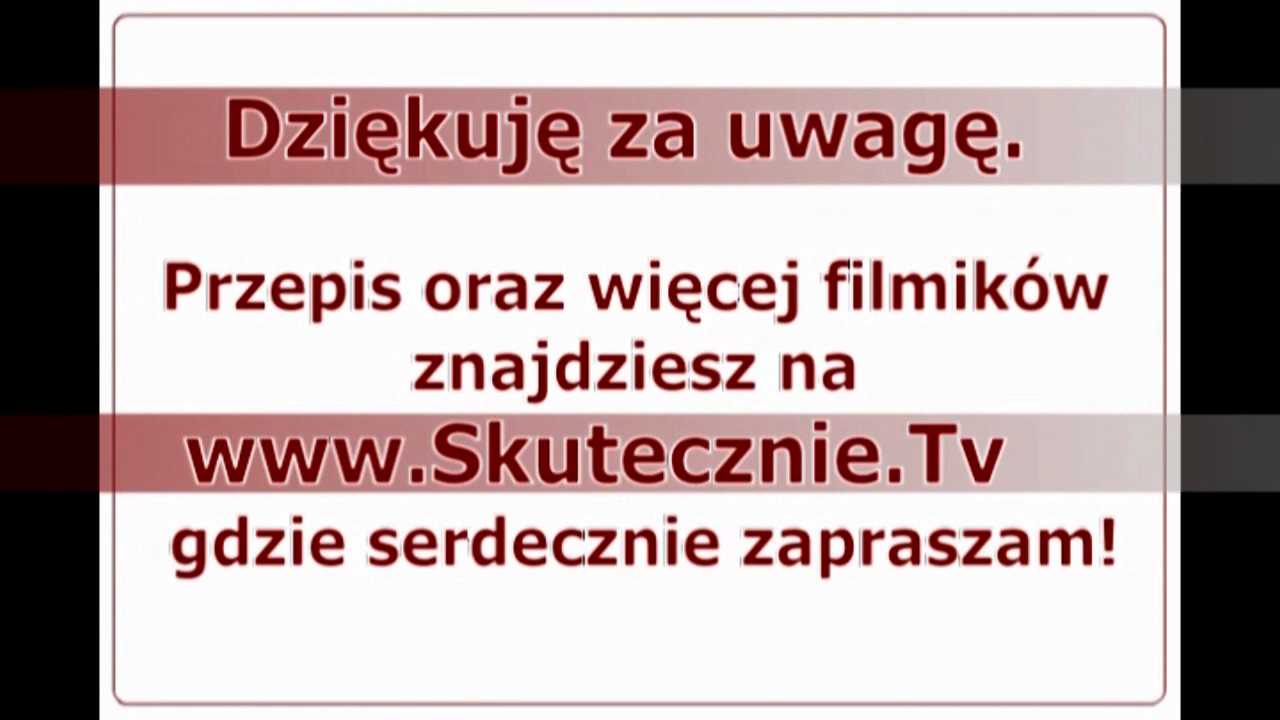 Dziękuję za uwagę.
Przepis oraz więcej filmików
znajdziesz na
www.Skutecznie.Tv
gdzie serdecznie zapraszam!